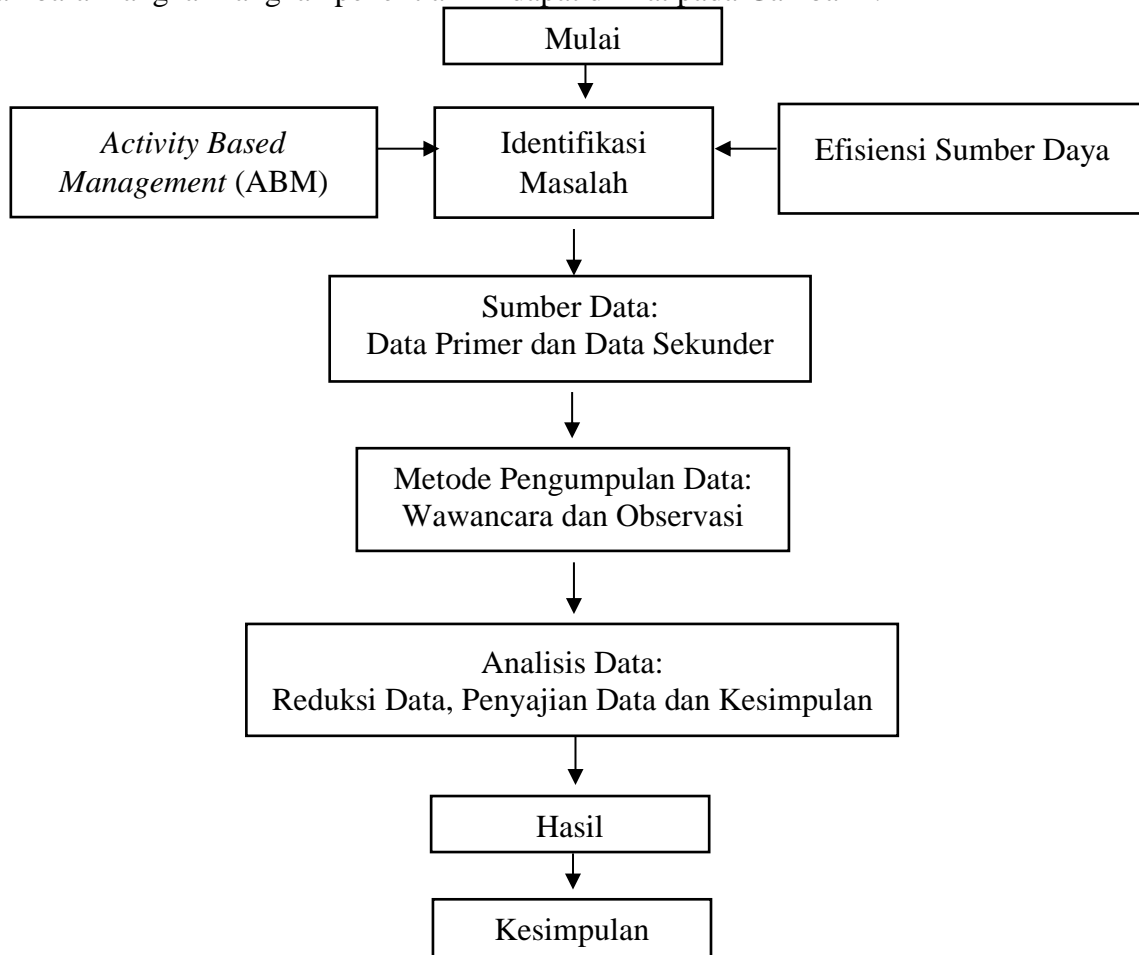 Mulai
Activity Based
Management (ABM)
Identifikasi
Masalah
Efisiensi Sumber Daya
Sumber Data:
Data Primer dan Data Sekunder
Metode Pengumpulan Data:
Wawancara dan Observasi
Analisis Data:
Reduksi Data, Penyajian Data dan Kesimpulan
Hasil
Kesimpulan